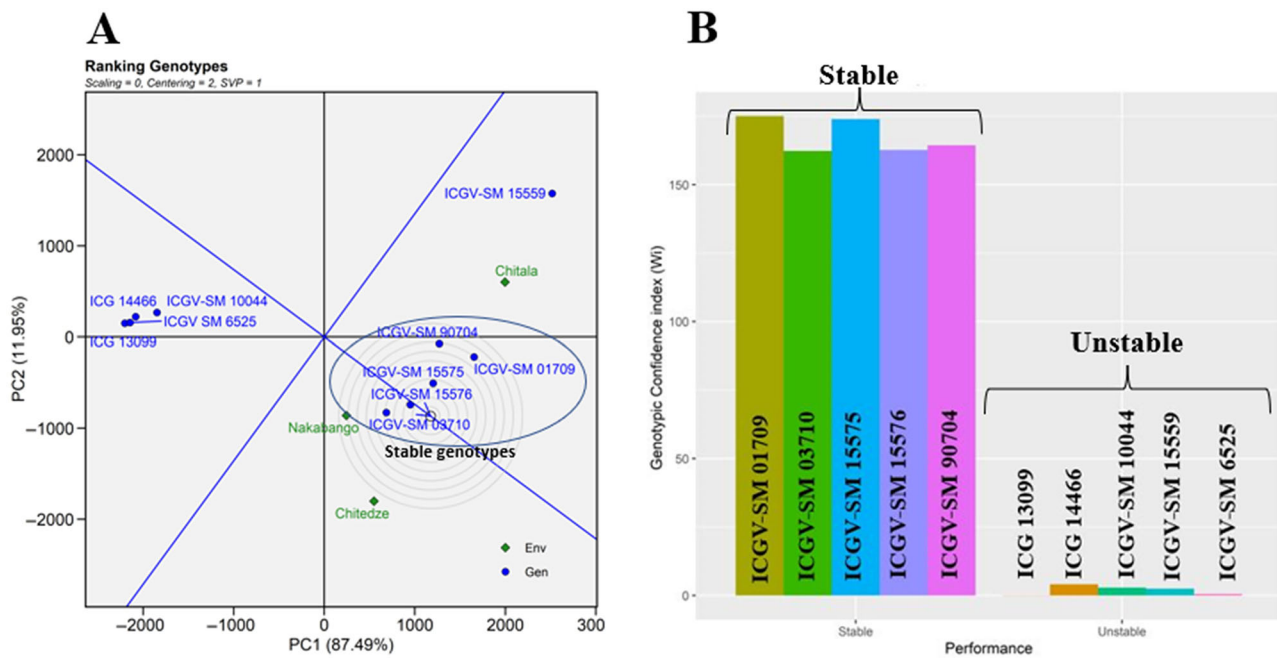 A
Ranking Genotypes
Scaling = 0, Centering = 2, SVP = 1
2000
1000
0
−1000
−2000
PC2 (11.95%)
ICGV-SM 15559
Chitala
ICG 14466
ICGV-SM 10044
ICGV SM 6525
ICG 13099
ICGV-SM 90704
ICGV-SM 01709
ICGV-SM 15575
ICGV-SM 15576
ICGV-SM 03710
Nakabango
Stable genotypes
Chitedze
Env
Gen
−2000
−1000
0
1000
2000
300
PC1 (87.49%)
B
Stable
Unstable
150
100
50
0
Genotypic Confidence index (Wi)
ICGV-SM 01709
ICGV-SM 03710
ICGV-SM 15575
ICGV-SM 15576
ICGV-SM 90704
ICG 13099
ICG 14466
ICGV-SM 10044
ICGV-SM 15559
ICGV-SM 6525
Stable
Unstable
Performance